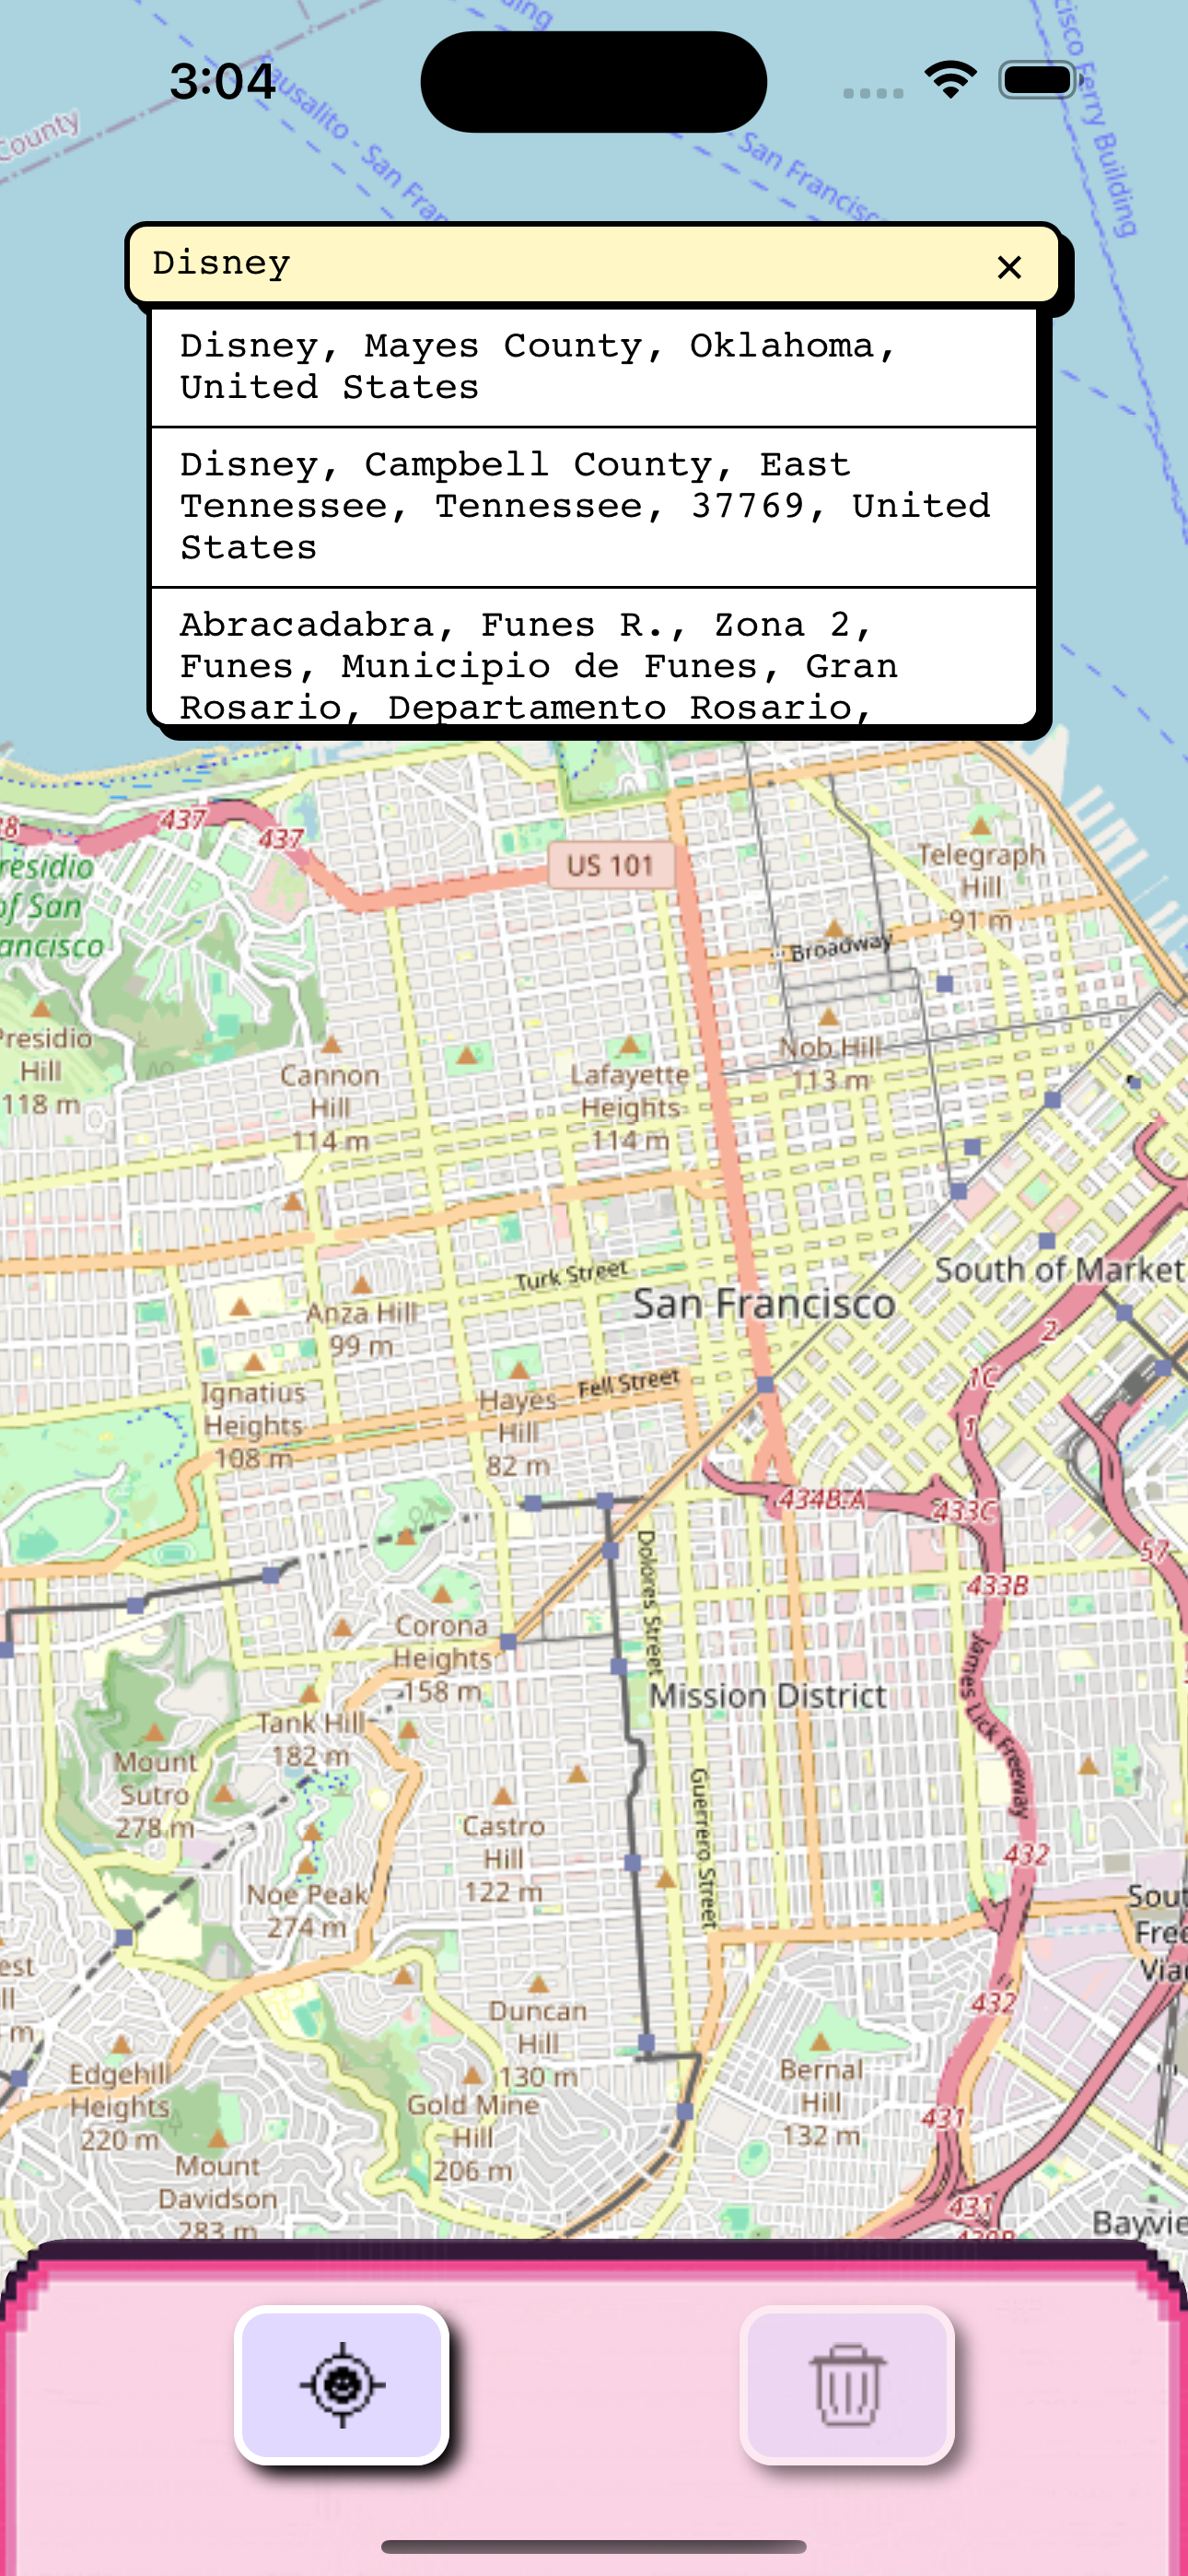 3:04
County
Sausalito - San Fran
San Francisco
cisco Ferry Building
Disney
Disney, Mayes County, Oklahoma,
United States
Disney, Campbell County, East
Tennessee, Tennessee, 37769, United
States
Abracadabra, Funes R., Zona 2,
Funes, Municipio de Funes, Gran
Rosario, Departamento Rosario,
437
437
US 101
residio
of San
ancisco
Telegraph
Hill
91 m
Broadway
Presidio
Hill
118 m
Cannon
Hill
114 m
Lafayette
Heights
114 m
Nob Hill
113 m
Turk Street
South of Market
San Francisco
Anza Hill
99 m
2
1C
1
Ignatius
Heights
108 m
Fell Street
Hayes
Hill
82 m
434B:A
433C
57
433B
Dolores Street
Corona
Heights
158 m
James Lick Freeway
Mission District
Tank Hill
182 m
Mount
Sutro
278 m
Guerrero Street
Castro
Hill
122 m
432
Noe Peak
274 m
Sout
Free
Viad
est
ll
m
432
Duncan
Hill
130 m
Edgehill
Heights
220 m
Bernal
Hill
132 m
Gold Mine
Hill
206 m
431
Mount
Davidson
283 m
431
Bayvie